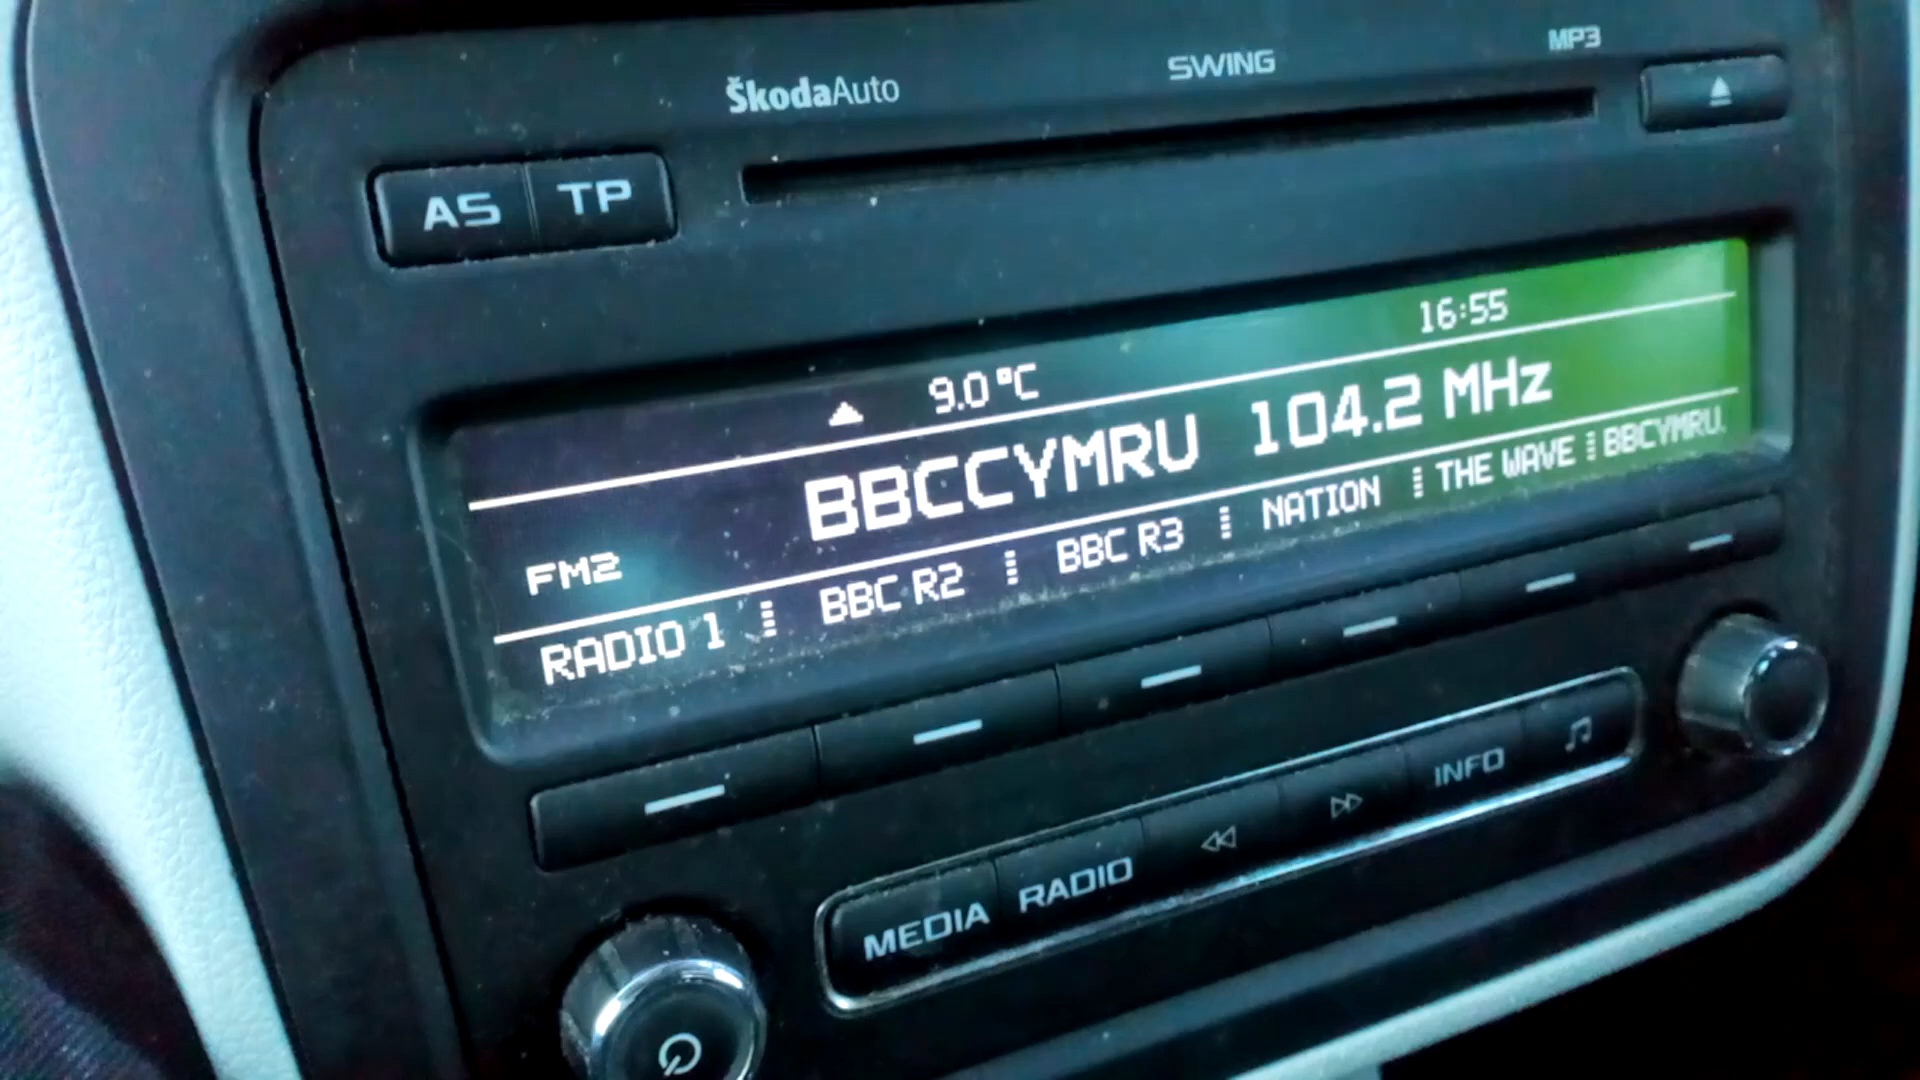 MP3
SWING
ŠkodaAuto
AS TP
16:55
9.0 °C
BBCCYMRU 104.2 MHz
FM2
RADIO 1 BBC R2 BBC R3 NATION THE WAVE BBCYMRU.
MEDIA RADIO INFO